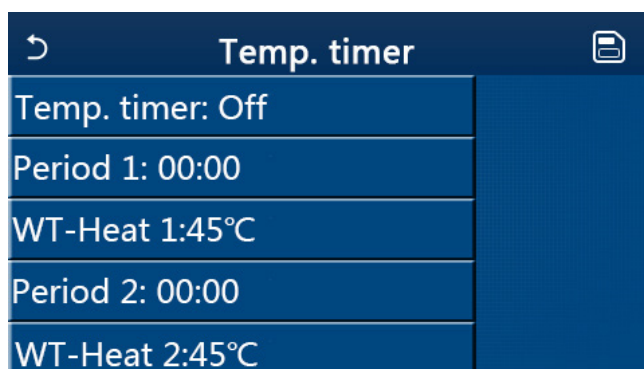 Temp. timer
Temp. timer: Off
Period 1: 00:00
WT-Heat 1:45℃
Period 2: 00:00
WT-Heat 2:45℃